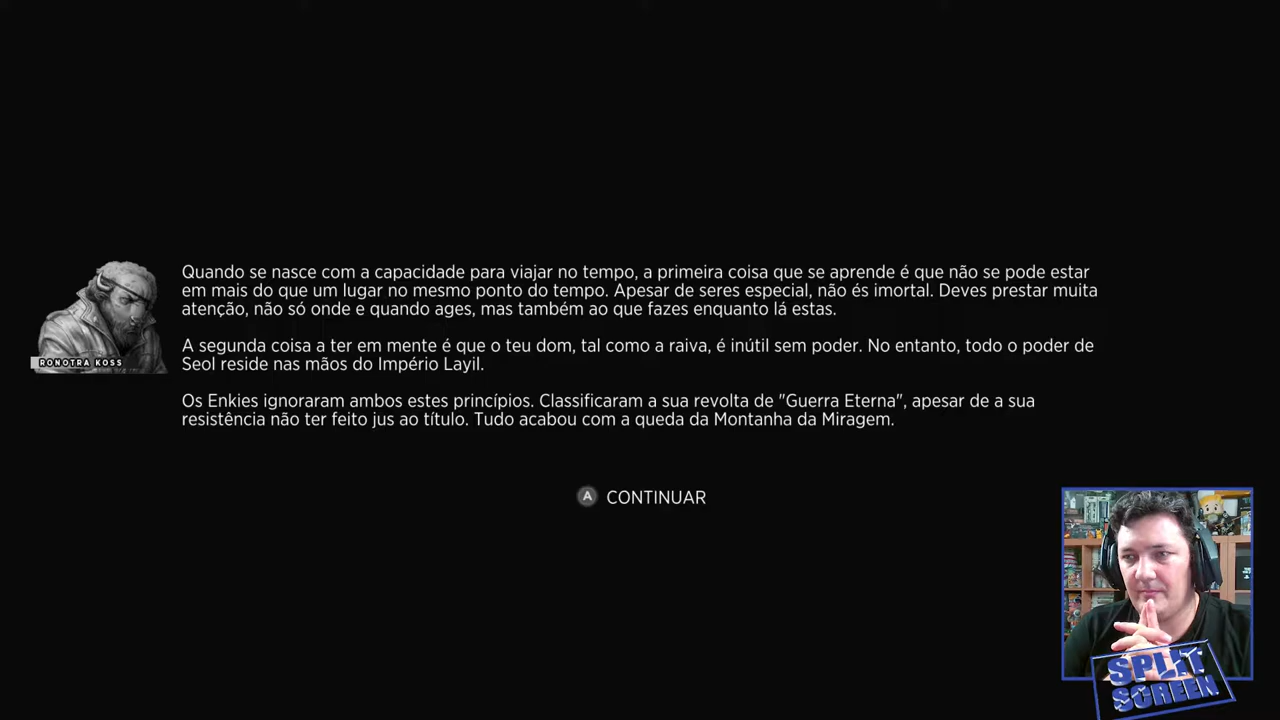 Quando se nasce com a capacidade para viajar no tempo, a primeira coisa que se aprende é que não se pode estar
em mais do que um lugar no mesmo ponto do tempo. Apesar de seres especial, não és imortal. Deves prestar muita
atenção, não só onde e quando ages, mas também ao que fazes enquanto lá estas.
RONOTRA KOSS
A segunda coisa a ter em mente é que o teu dom, tal como a raiva, é inútil sem poder. No entanto, todo o poder de
Seol reside nas mãos do Império Layil.
Os Enkies ignoraram ambos estes princípios. Classificaram a sua revolta de "Guerra Eterna", apesar de a sua
resistência não ter feito jus ao título. Tudo acabou com a queda da Montanha da Miragem.
A CONTINUAR
SPLIT
SCREEN